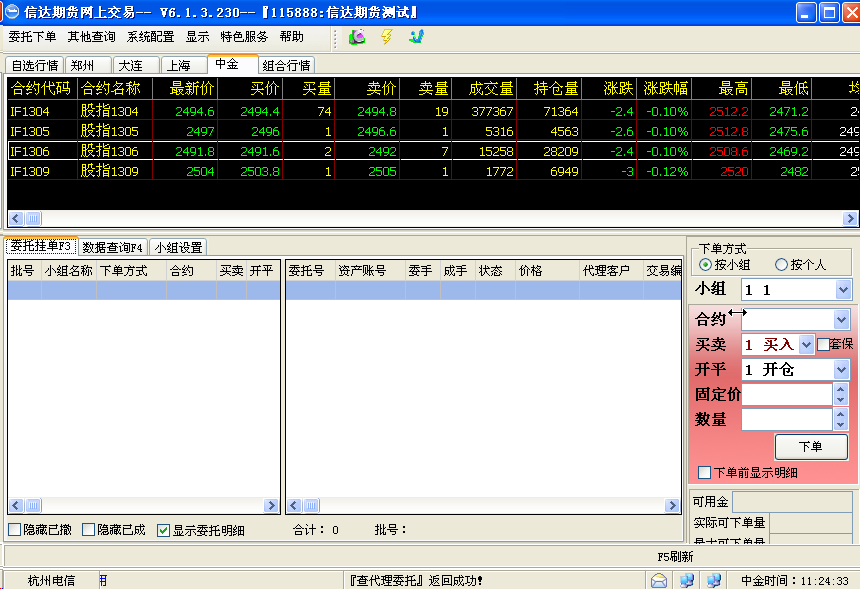 信达期货网上交易-- V6.1.3.230--『115888:信达期货测试』
委托下单 其他查询 系统配置 显示 特色服务 帮助
自选行情 郑州 大连 上海 中金 组合行情
合约代码 合约名称 最新价 买价 买量 卖价 卖量 成交量 持仓量 涨跌 涨跌幅 最高 最低
IF1304 股指1304 2494.6 2494.4 74 2494.8 19 377367 71364 -2.4 -0.10% 2512.2 2471.2
IF1305 股指1305 2497 2496 1 2496.6 1 5316 4563 -2.6 -0.10% 2512.8 2475.6
IF1306 股指1306 2491.8 2491.6 2 2492 7 15258 28209 -2.4 -0.10% 2508.6 2469.2
IF1309 股指1309 2504 2503.8 1 2505 1 1772 6949 -3 -0.12% 2520 2482
委托挂单F3 数据查询F4 小组设置
批号 小组名称 下单方式 合约 买卖 开平
委托号 资产账号 委手 成手 状态 价格 代理客户 交易编
下单方式
按小组 按个人
小组 1 1
合约
买卖 1 买入 套保
开平 1 开仓
固定价
数量
下单
下单前显示明细
可用金
实际可下单量
最大可下单量
隐藏已撤 隐藏已成 显示委托明细 合计: 0 批号:
F5刷新
杭州电信 『查代理委托』返回成功! 中金时间:11:24:33